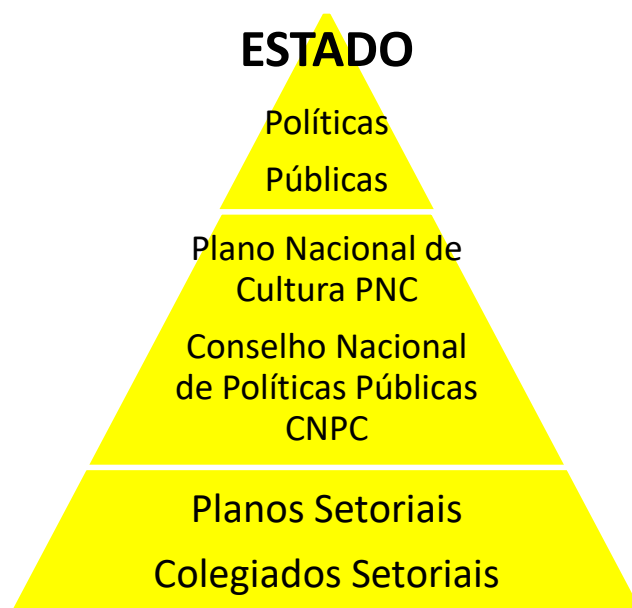 ESTADO
Políticas
Públicas
Plano Nacional de
Cultura PNC
Conselho Nacional
de Políticas Públicas
CNPC
Planos Setoriais
Colegiados Setoriais